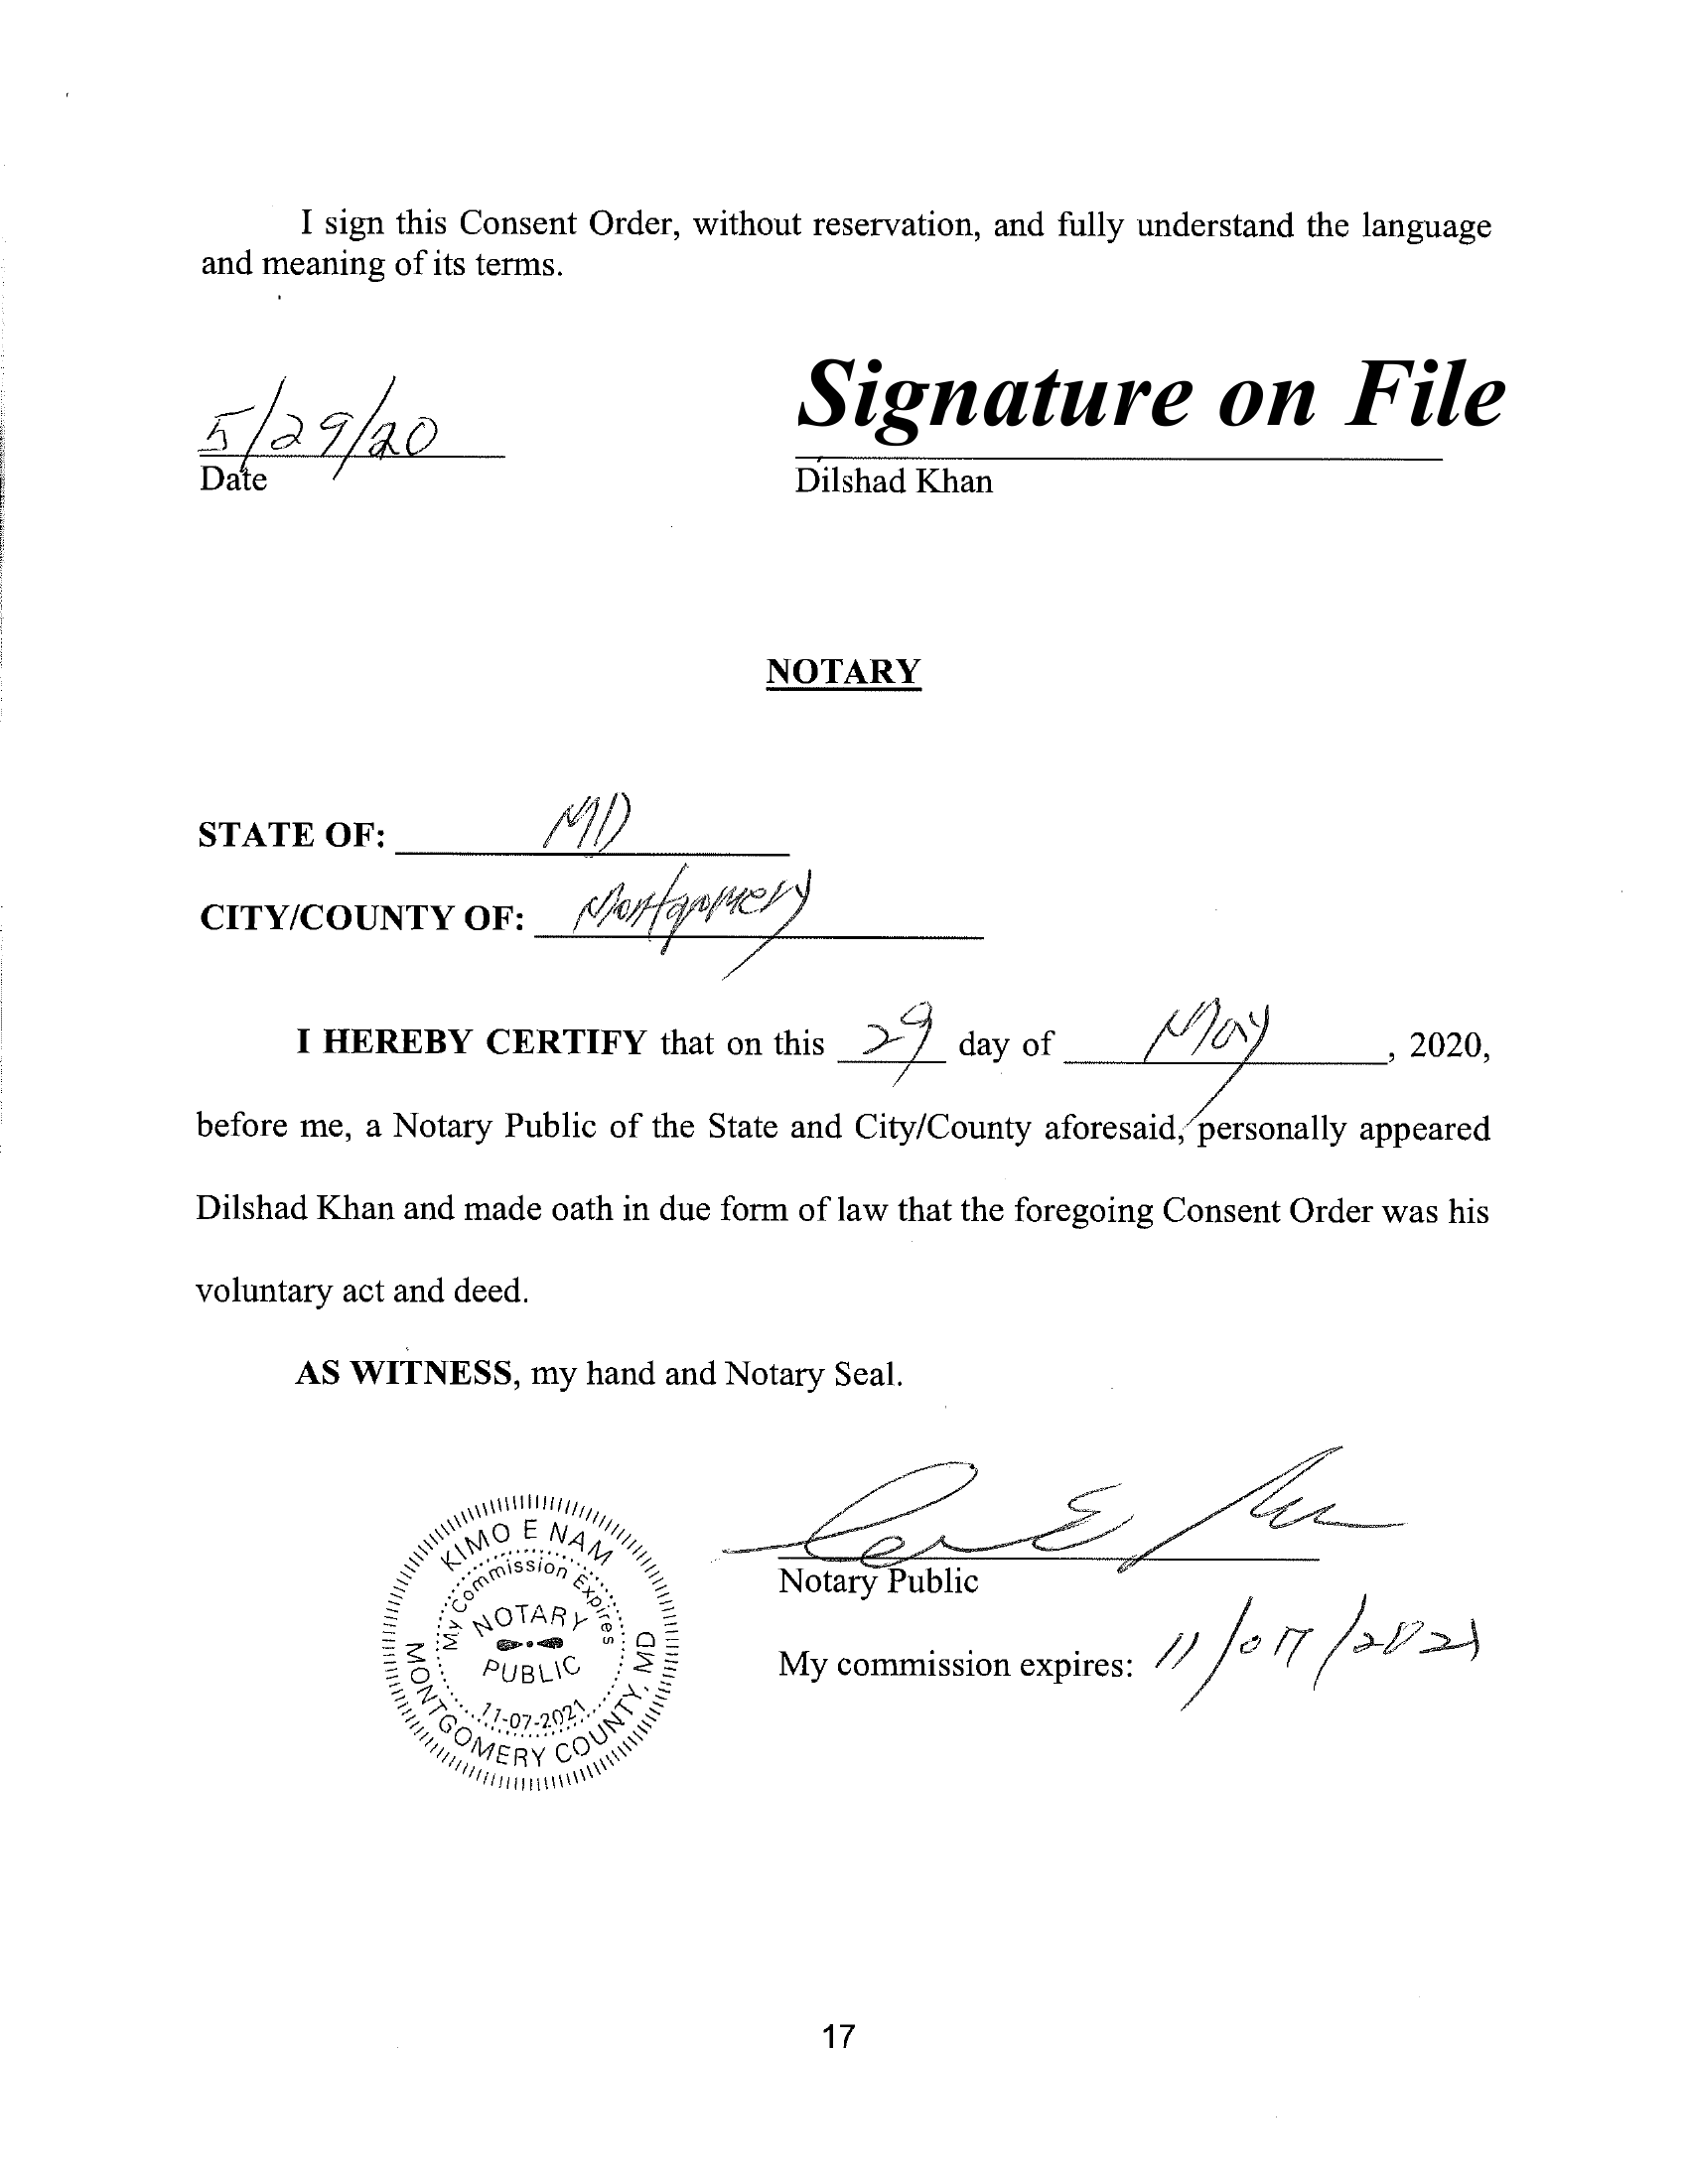 I sign this Consent Order, without reservation, and fully understand the language
and meaning of its terms.
5/29/20
Signature on File
Date
Dilshad Khan
NOTARY
STATE OF: MD
CITY/COUNTY OF: Montgomery
I HEREBY CERTIFY that on this 29 day of May, 2020,
before me, a Notary Public of the State and City/County aforesaid, personally appeared
Dilshad Khan and made oath in due form of law that the foregoing Consent Order was his
voluntary act and deed.
AS WITNESS, my hand and Notary Seal.
KIMO E NAM
My Commission Expires
NOTARY
PUBLIC
11-07-2021
MONTGOMERY COUNTY, MD
Notary Public
My commission expires: 11/07/2021
17